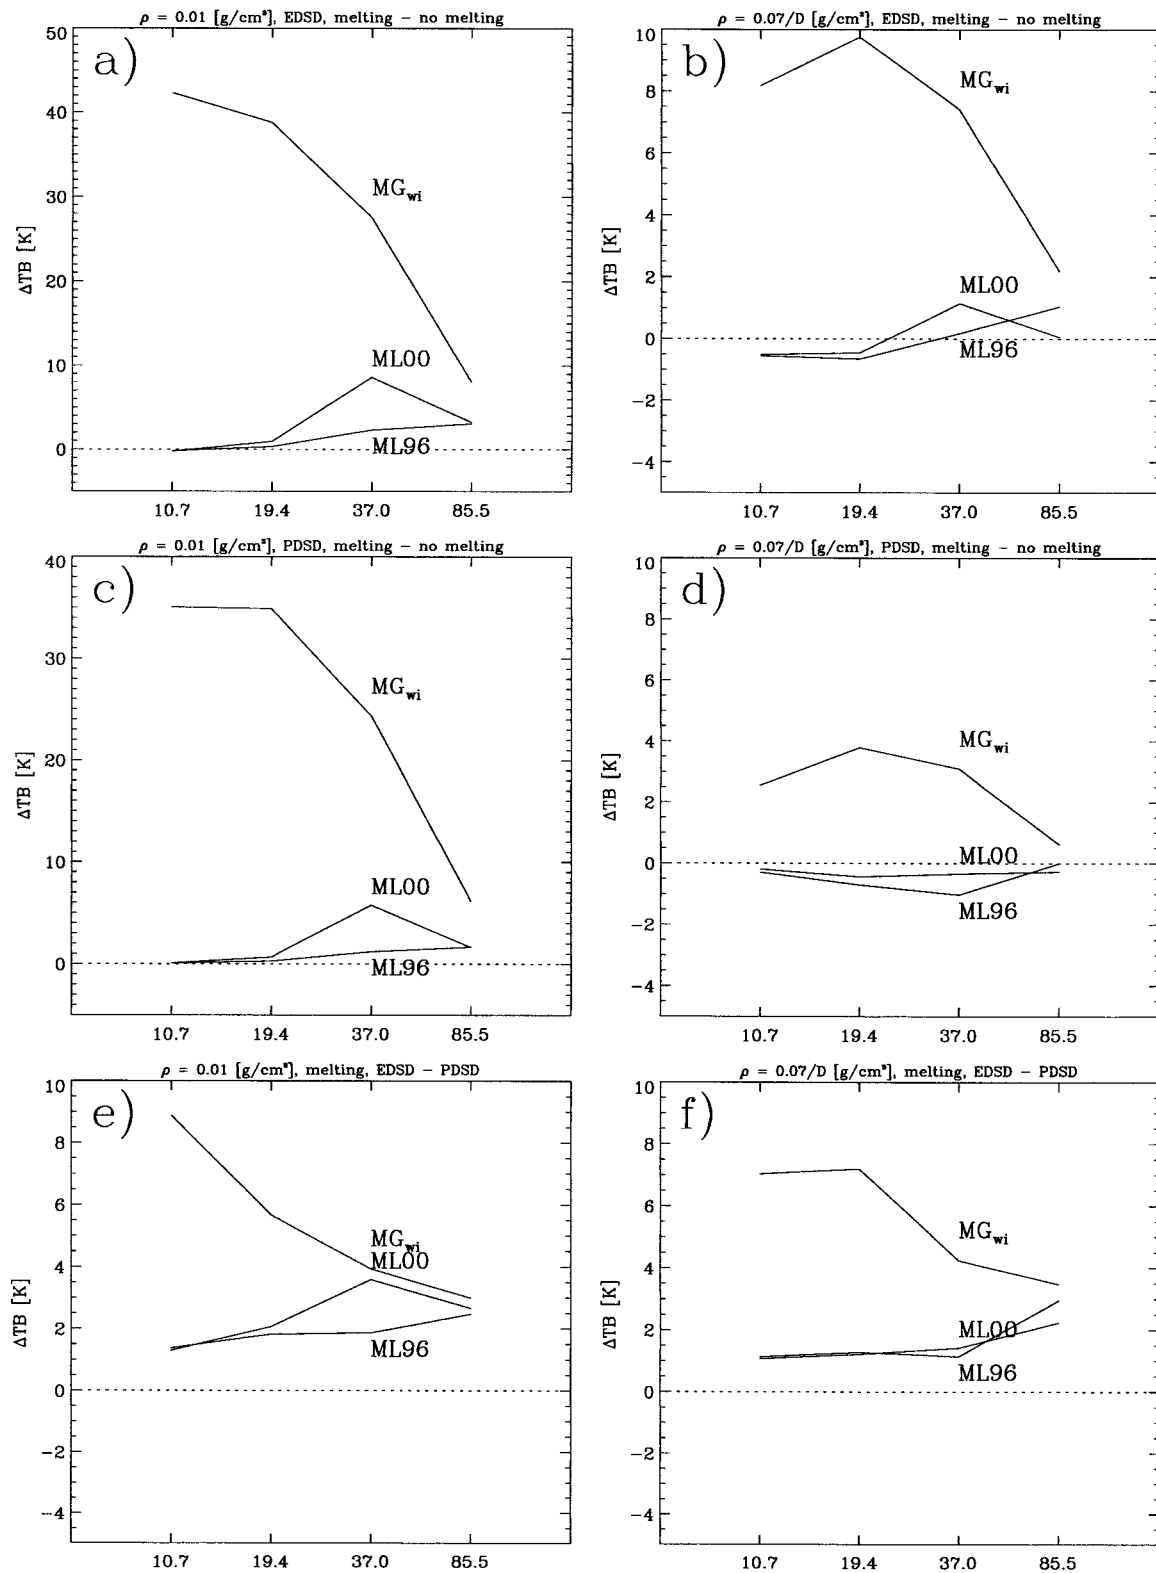 ρ = 0.01 [g/cm³], EDSD, melting − no melting
a)
50
40
30
20
10
0
ΔTB [K]
MG_wi
ML00
ML96
10.7 19.4 37.0 85.5
ρ = 0.07/D [g/cm³], EDSD, melting − no melting
b)
10
8
6
4
2
0
−2
−4
ΔTB [K]
MG_wi
ML00
ML96
10.7 19.4 37.0 85.5
ρ = 0.01 [g/cm³], PDSD, melting − no melting
c)
40
30
20
10
0
ΔTB [K]
MG_wi
ML00
ML96
10.7 19.4 37.0 85.5
ρ = 0.07/D [g/cm³], PDSD, melting − no melting
d)
10
8
6
4
2
0
−2
−4
ΔTB [K]
MG_wi
ML00
ML96
10.7 19.4 37.0 85.5
ρ = 0.01 [g/cm³], melting, EDSD − PDSD
e)
10
8
6
4
2
0
−2
−4
ΔTB [K]
MG_wi
ML00
ML96
10.7 19.4 37.0 85.5
ρ = 0.07/D [g/cm³], melting, EDSD − PDSD
f)
10
8
6
4
2
0
−2
−4
ΔTB [K]
MG_wi
ML00
ML96
10.7 19.4 37.0 85.5